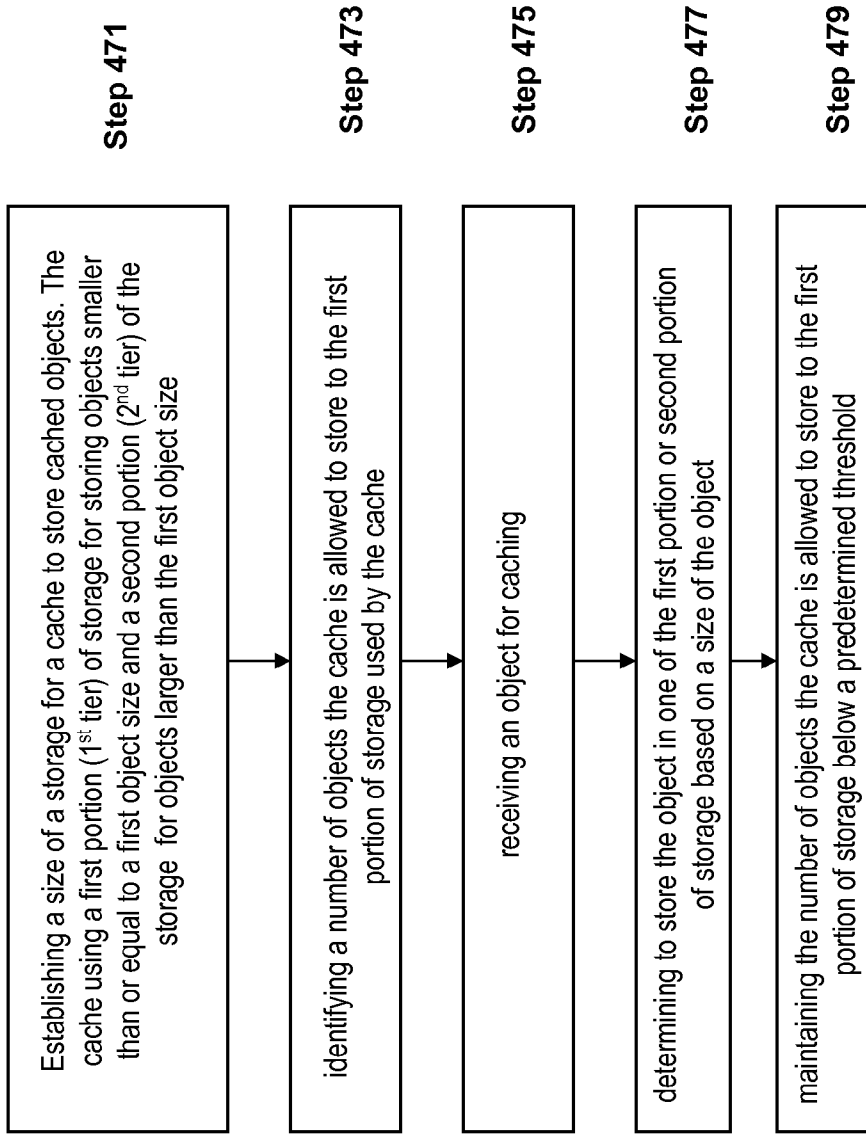 Establishing a size of a storage for a cache to store cached objects. The
cache using a first portion (1st tier) of storage for storing objects smaller
than or equal to a first object size and a second portion (2nd tier) of the
storage for objects larger than the first object size
Step 471
identifying a number of objects the cache is allowed to store to the first
portion of storage used by the cache
Step 473
receiving an object for caching
Step 475
determining to store the object in one of the first portion or second portion
of storage based on a size of the object
Step 477
maintaining the number of objects the cache is allowed to store to the first
portion of storage below a predetermined threshold
Step 479